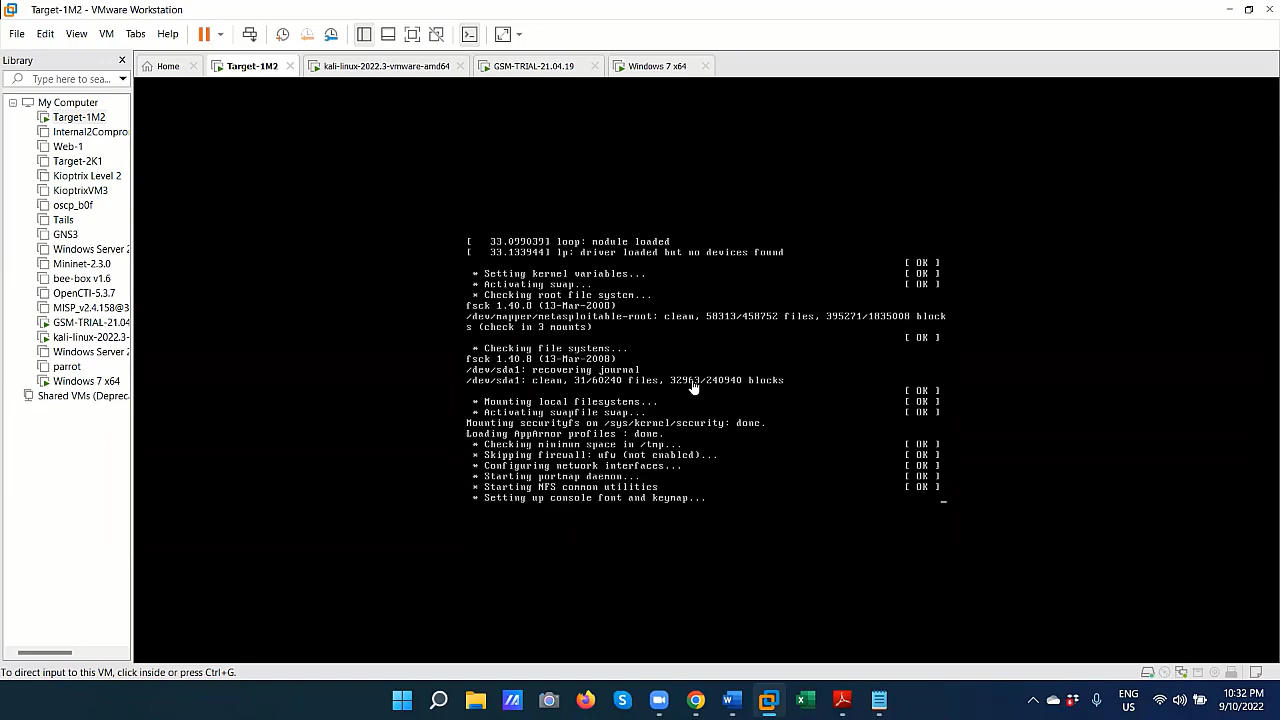 Target-1M2 - VMware Workstation
File Edit View VM Tabs Help
Library
Type here to sea...
Home
Target-1M2
kali-linux-2022.3-vmware-amd64
GSM-TRIAL-21.04.19
Windows 7 x64
My Computer
Target-1M2
Internal2Compro
Web-1
Target-2K1
Kioptrix Level 2
KioptrixVM3
oscp_b0f
Tails
GNS3
Windows Server 2
Mininet-2.3.0
bee-box v1.6
OpenCTI-5.3.7
MISP_v2.4.158@3
GSM-TRIAL-21.04
kali-linux-2022.3-
Windows Server 2
parrot
Windows 7 x64
Shared VMs (Deprec
[   33.099039] loop: module loaded
[   33.133944] lp: driver loaded but no devices found
[ OK ]
* Setting kernel variables... [ OK ]
* Activating swap... [ OK ]
* Checking root file system...
fsck 1.40.8 (13-Mar-2008)
/dev/mapper/metasploitable-root: clean, 58313/458752 files, 395271/1835008 block
s (check in 3 mounts)
[ OK ]
* Checking file systems...
fsck 1.40.8 (13-Mar-2008)
/dev/sda1: recovering journal
/dev/sda1: clean, 31/60240 files, 32963/240940 blocks
[ OK ]
* Mounting local filesystems... [ OK ]
* Activating swapfile swap... [ OK ]
Mounting securityfs on /sys/kernel/security: done.
Loading AppArmor profiles : done.
* Checking minimum space in /tmp... [ OK ]
* Skipping firewall: ufw (not enabled)... [ OK ]
* Configuring network interfaces... [ OK ]
* Starting portmap daemon... [ OK ]
* Starting NFS common utilities [ OK ]
* Setting up console font and keymap...
To direct input to this VM, click inside or press Ctrl+G.
ENG
US
10:32 PM
9/10/2022